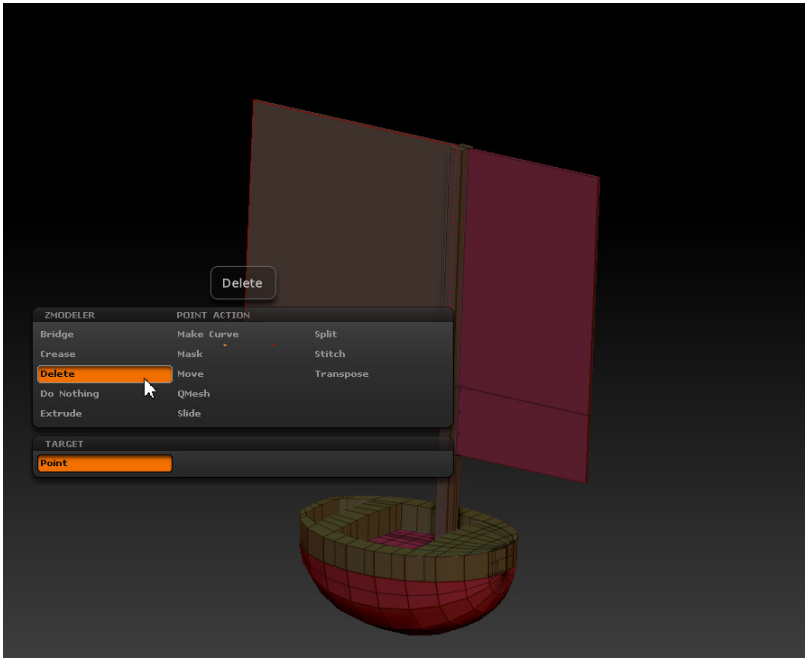 Delete
ZMODELER POINT ACTION
Bridge Make Curve Split
Crease Mask Stitch
Delete Move Transpose
Do Nothing QMesh
Extrude Slide
TARGET
Point